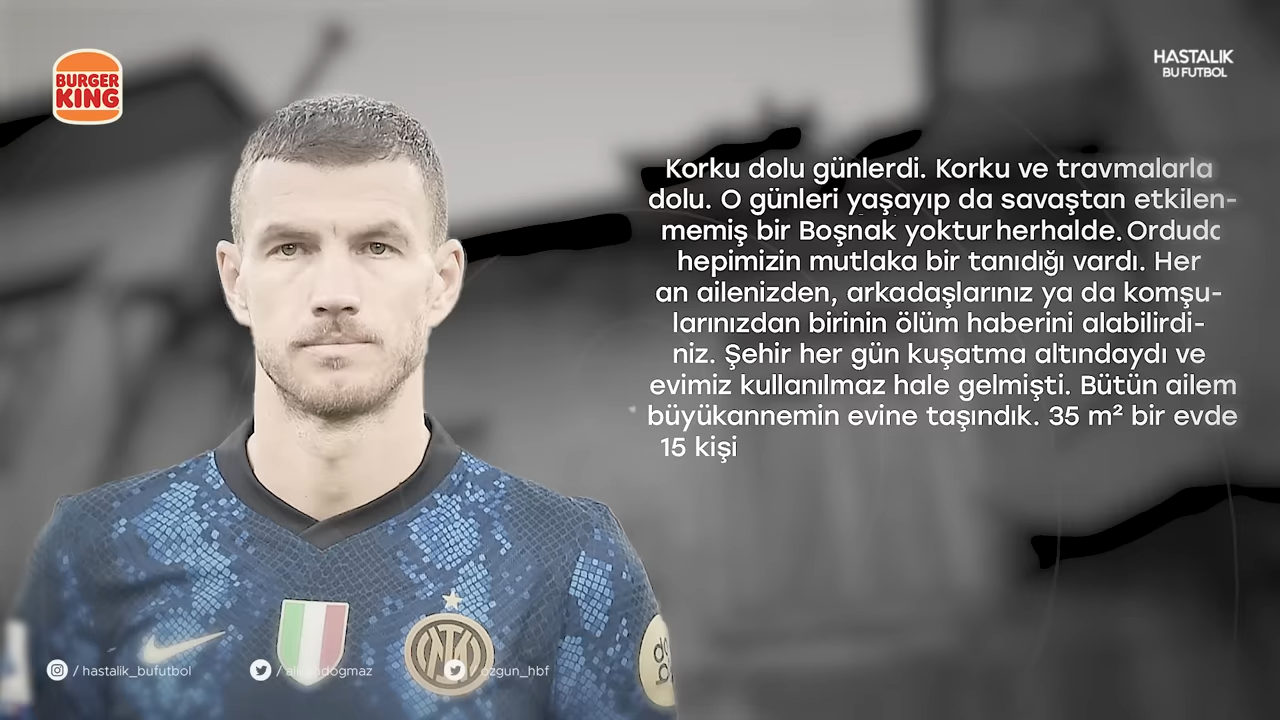 BURGER
KING
HASTALIK
BU FUTBOL
Korku dolu günlerdi. Korku ve travmalarla
dolu. O günleri yaşayıp da savaştan etkilen-
memiş bir Boşnak yoktur herhalde. Orduda
hepimizin mutlaka bir tanıdığı vardı. Her
an ailenizden, arkadaşlarınız ya da komşu-
larınızdan birinin ölüm haberini alabilirdi-
niz. Şehir her gün kuşatma altındaydı ve
evimiz kullanılmaz hale gelmişti. Bütün ailem
büyükannemin evine taşındık. 35 m² bir evde
15 kişi
/ hastalik_bufutbol
/ ozgun_hbf